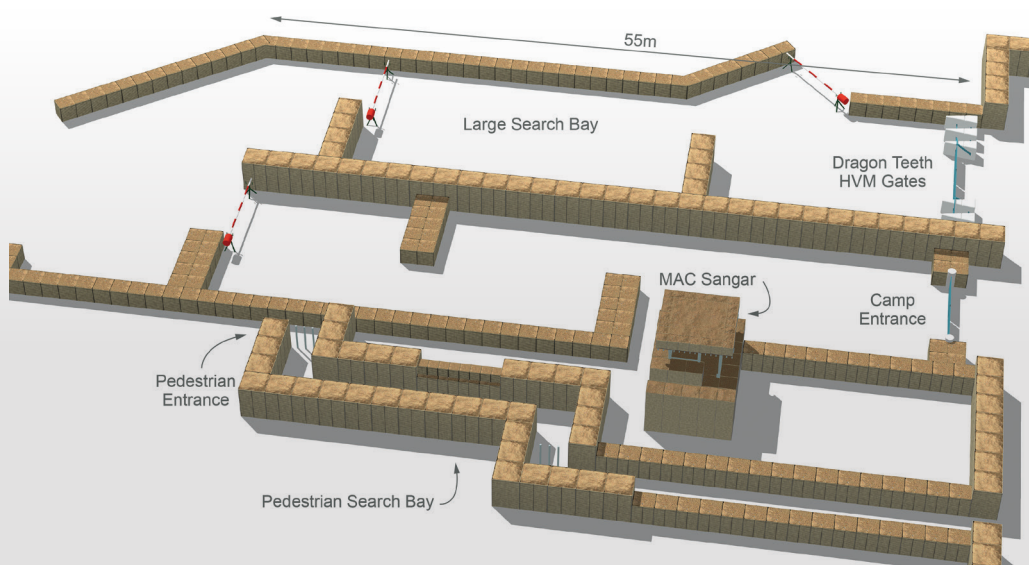 55m
Large Search Bay
Dragon Teeth
HVM Gates
MAC Sangar
Camp
Entrance
Pedestrian
Entrance
Pedestrian Search Bay